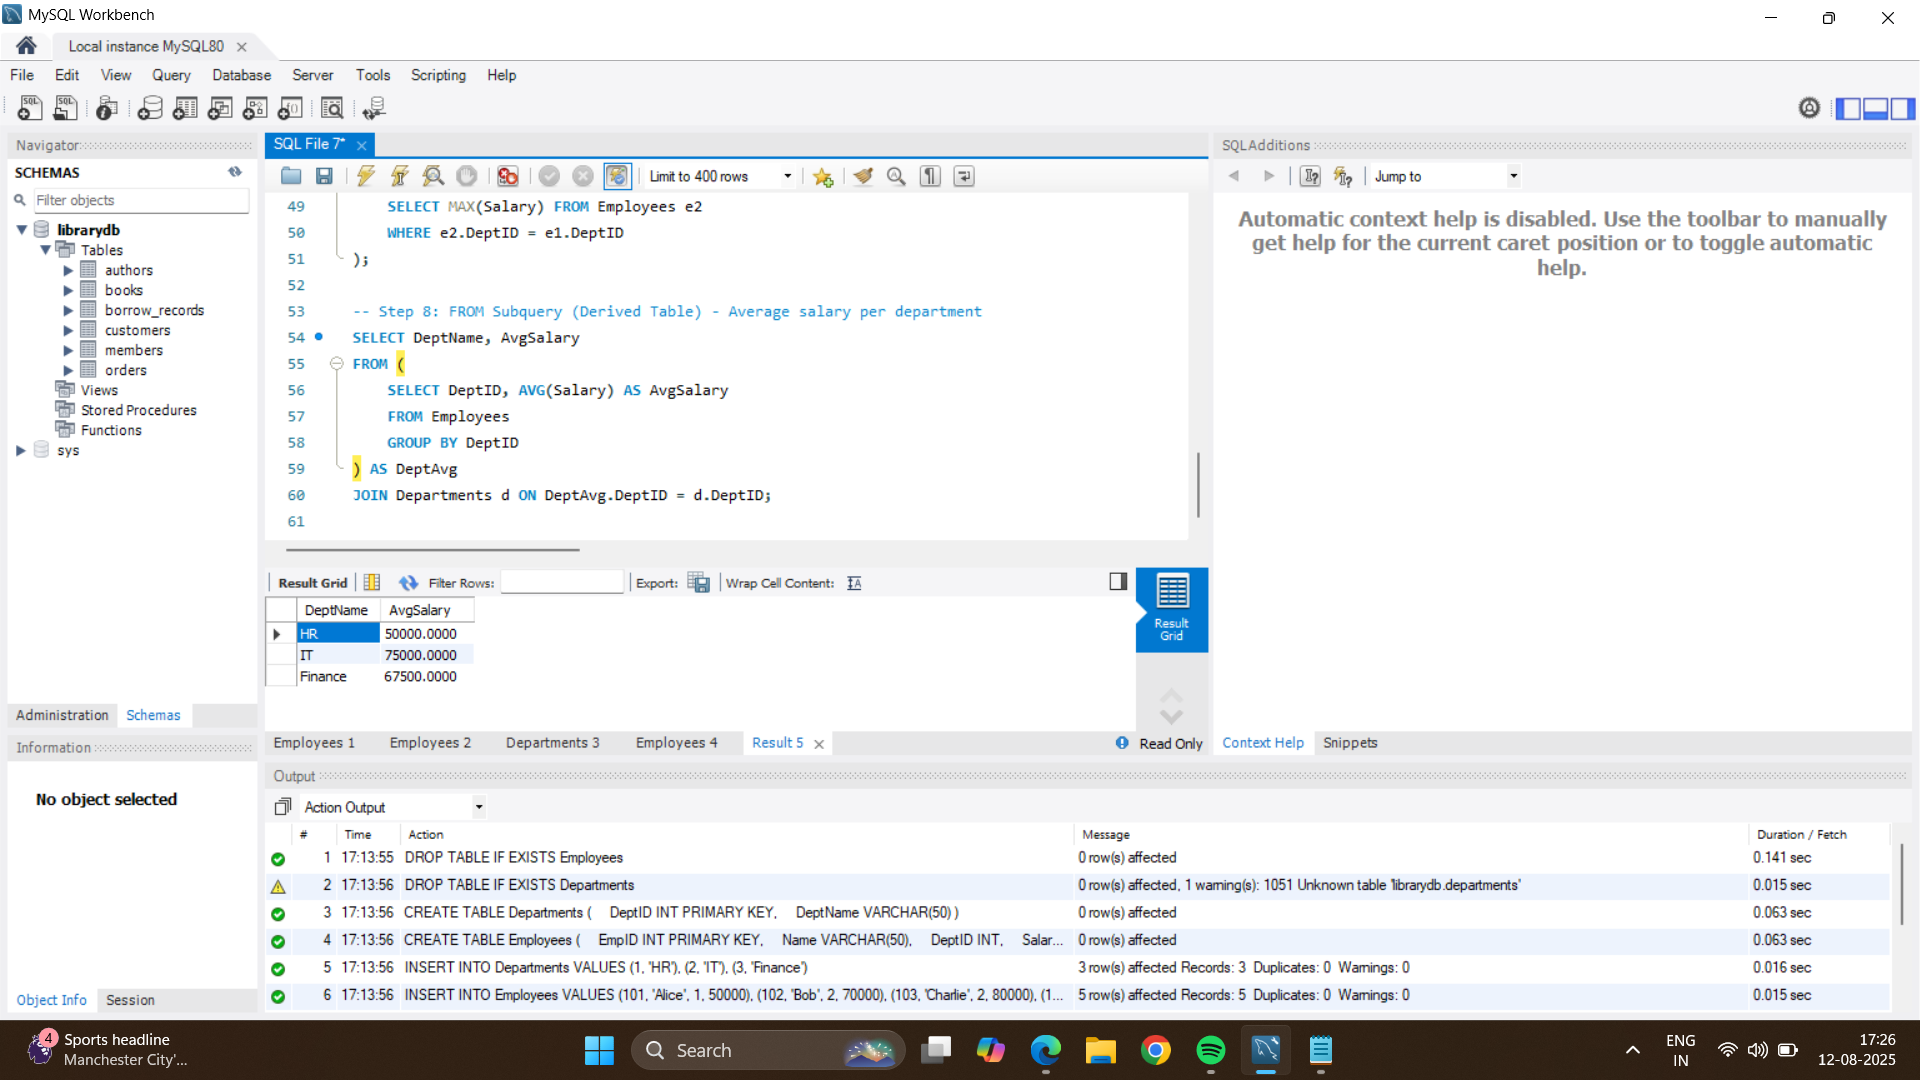 MySQL Workbench
Local instance MySQL80
File Edit View Query Database Server Tools Scripting Help
Navigator
SCHEMAS
Filter objects
librarydb
Tables
authors
books
borrow_records
customers
members
orders
Views
Stored Procedures
Functions
sys
Administration Schemas
Information
No object selected
Object Info Session
SQL File 7*
Limit to 400 rows
49 SELECT MAX(Salary) FROM Employees e2
50 WHERE e2.DeptID = e1.DeptID
51 );
52
53 -- Step 8: FROM Subquery (Derived Table) - Average salary per department
54 SELECT DeptName, AvgSalary
55 FROM (
56 SELECT DeptID, AVG(Salary) AS AvgSalary
57 FROM Employees
58 GROUP BY DeptID
59 ) AS DeptAvg
60 JOIN Departments d ON DeptAvg.DeptID = d.DeptID;
61
Result Grid Filter Rows: Export: Wrap Cell Content:
DeptName AvgSalary
HR 50000.0000
IT 75000.0000
Finance 67500.0000
Result
Grid
Employees 1 Employees 2 Departments 3 Employees 4 Result 5 Read Only
SQLAdditions
Jump to
Automatic context help is disabled. Use the toolbar to manually
get help for the current caret position or to toggle automatic
help.
Context Help Snippets
Output
Action Output
# Time Action Message Duration / Fetch
1 17:13:55 DROP TABLE IF EXISTS Employees 0 row(s) affected 0.141 sec
2 17:13:56 DROP TABLE IF EXISTS Departments 0 row(s) affected, 1 warning(s): 1051 Unknown table 'librarydb.departments' 0.015 sec
3 17:13:56 CREATE TABLE Departments ( DeptID INT PRIMARY KEY, DeptName VARCHAR(50) ) 0 row(s) affected 0.063 sec
4 17:13:56 CREATE TABLE Employees ( EmpID INT PRIMARY KEY, Name VARCHAR(50), DeptID INT, Salar... 0 row(s) affected 0.063 sec
5 17:13:56 INSERT INTO Departments VALUES (1, 'HR'), (2, 'IT'), (3, 'Finance') 3 row(s) affected Records: 3 Duplicates: 0 Warnings: 0 0.016 sec
6 17:13:56 INSERT INTO Employees VALUES (101, 'Alice', 1, 50000), (102, 'Bob', 2, 70000), (103, 'Charlie', 2, 80000), (1... 5 row(s) affected Records: 5 Duplicates: 0 Warnings: 0 0.015 sec
4
Sports headline
Manchester City'...
Search
ENG
IN
17:26
12-08-2025